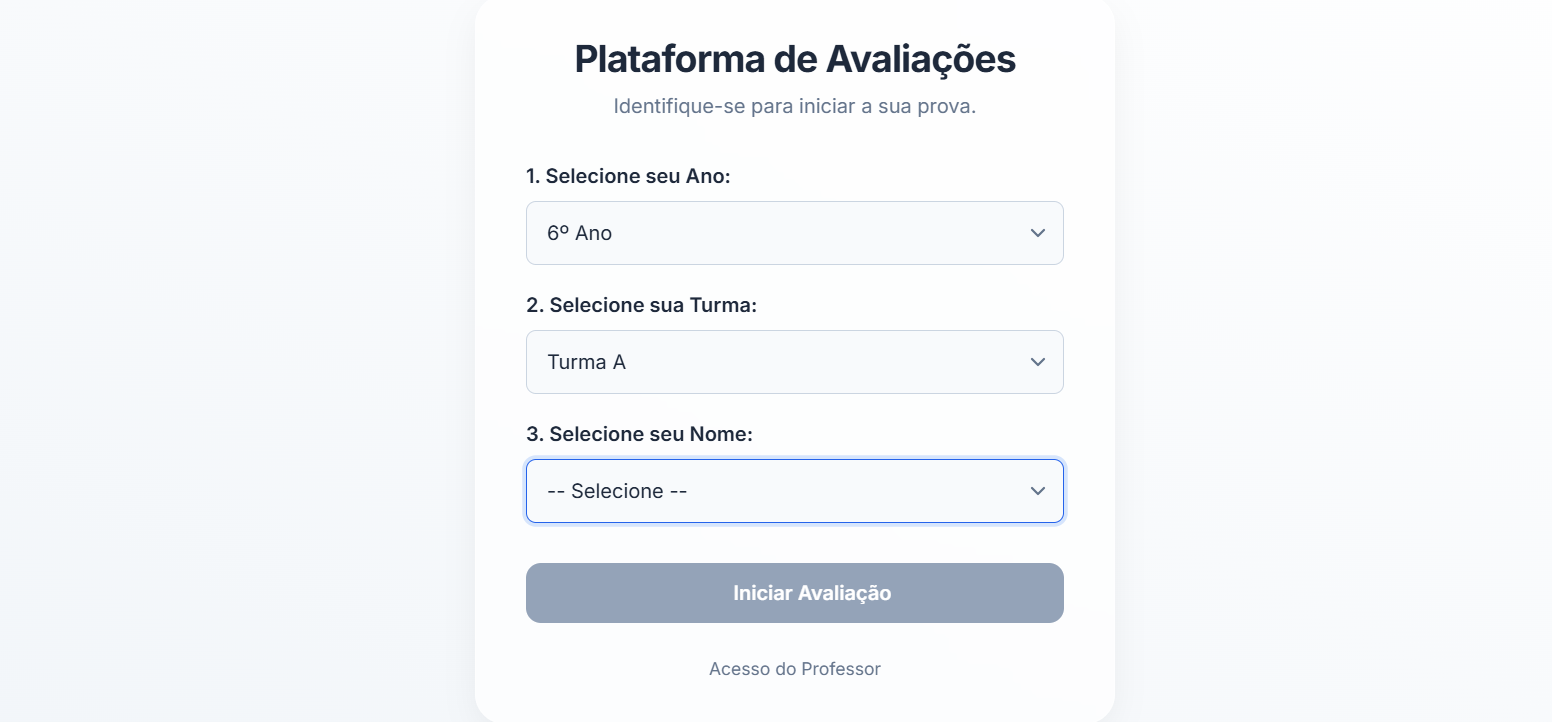 Plataforma de Avaliações
Identifique-se para iniciar a sua prova.
1. Selecione seu Ano:
6º Ano
2. Selecione sua Turma:
Turma A
3. Selecione seu Nome:
-- Selecione --
Iniciar Avaliação
Acesso do Professor